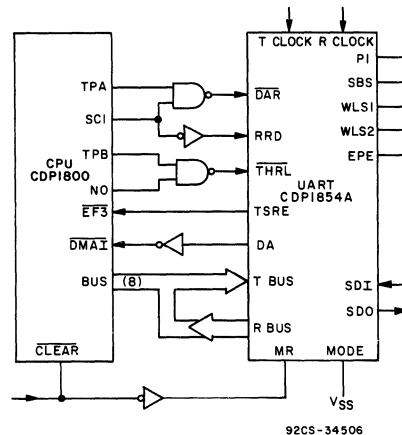 T CLOCK R CLOCK
PI
SBS
WLS1
WLS2
EPE
SDI
SDO
CPU
CDP1800
TPA
SCI
TPB
NO
EF3
DMAI
BUS
(8)
CLEAR
DAR
RRD
THRL
UART
CDP1854A
TSRE
DA
T BUS
R BUS
MR MODE
VSS
92CS-34506